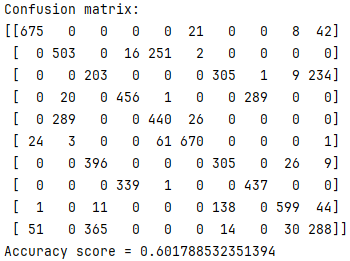 Confusion matrix:
[[675 0 0 0 0 21 0 0 8 42]
[ 0 503 0 16 251 2 0 0 0 0]
[ 0 0 203 0 0 0 305 1 9 234]
[ 0 20 0 456 1 0 0 289 0 0]
[ 0 289 0 0 440 26 0 0 0 0]
[ 24 3 0 0 61 670 0 0 0 1]
[ 0 0 396 0 0 0 305 0 26 9]
[ 0 0 0 339 1 0 0 437 0 0]
[ 1 0 11 0 0 0 138 0 599 44]
[ 51 0 365 0 0 0 14 0 30 288]]
Accuracy score = 0.601788532351394